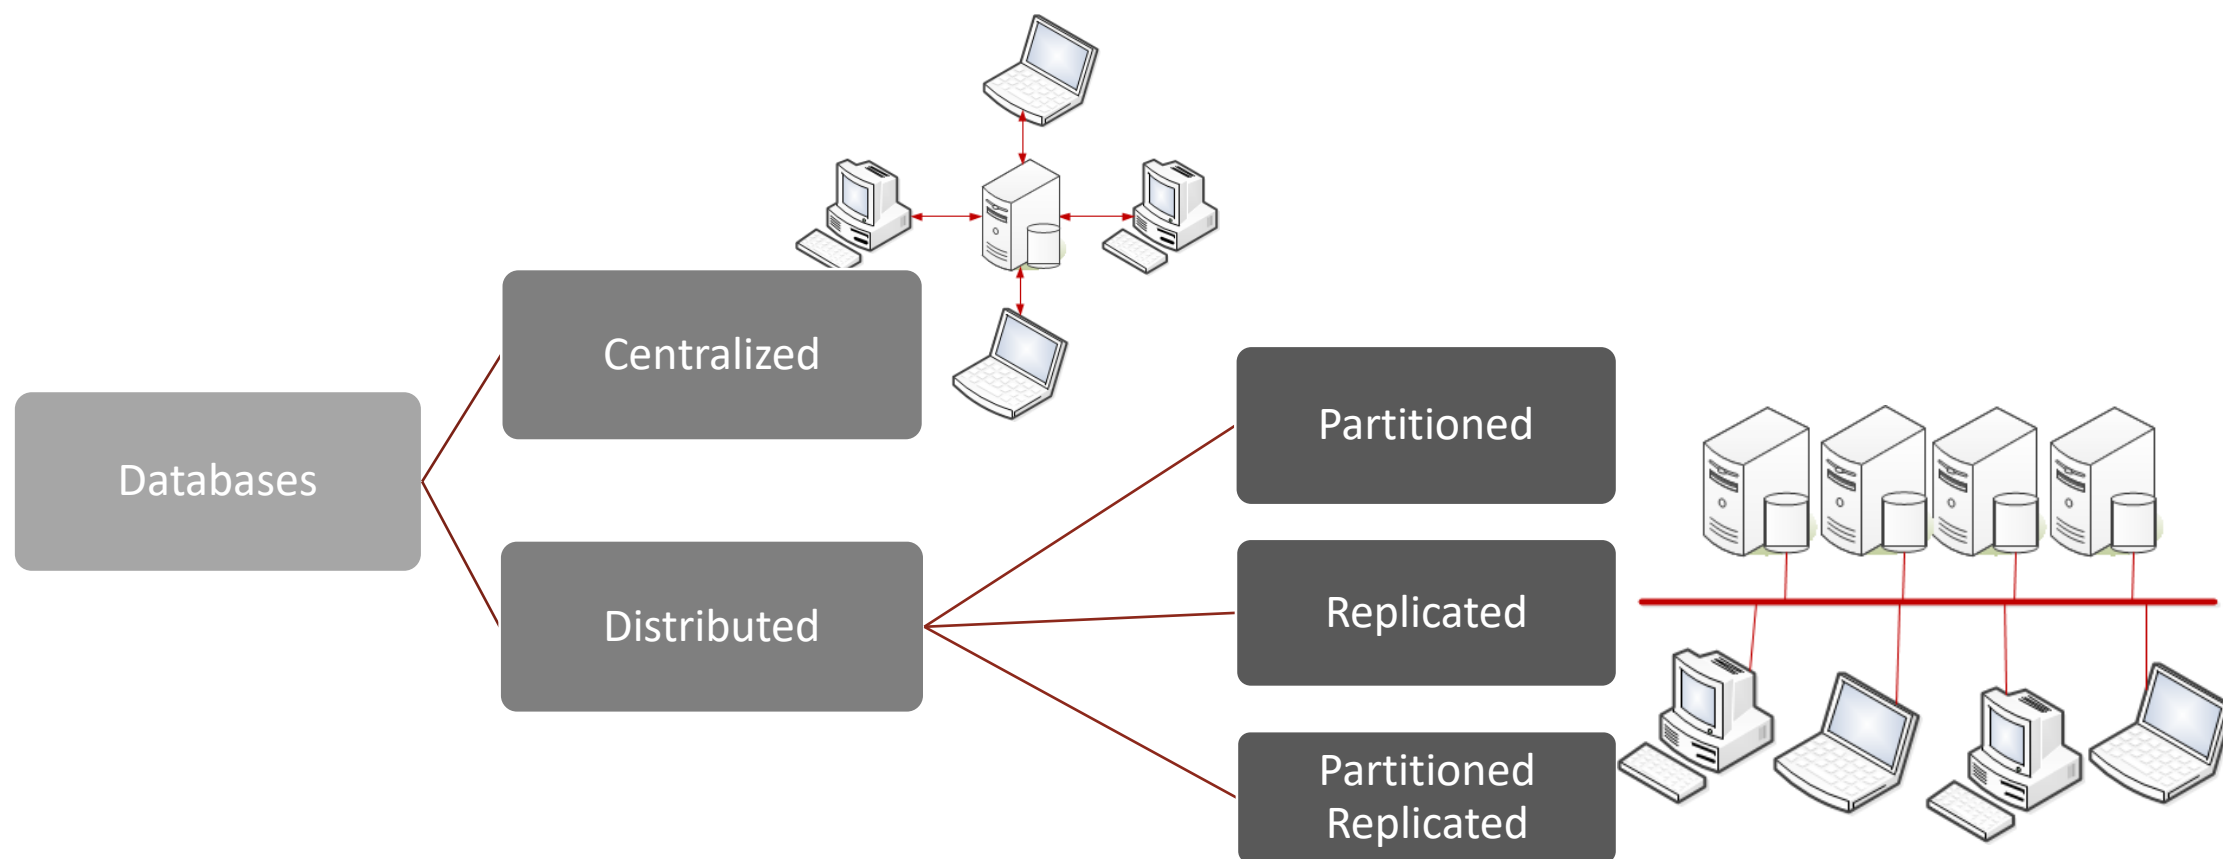 Databases
Centralized
Distributed
Partitioned
Replicated
Partitioned
Replicated